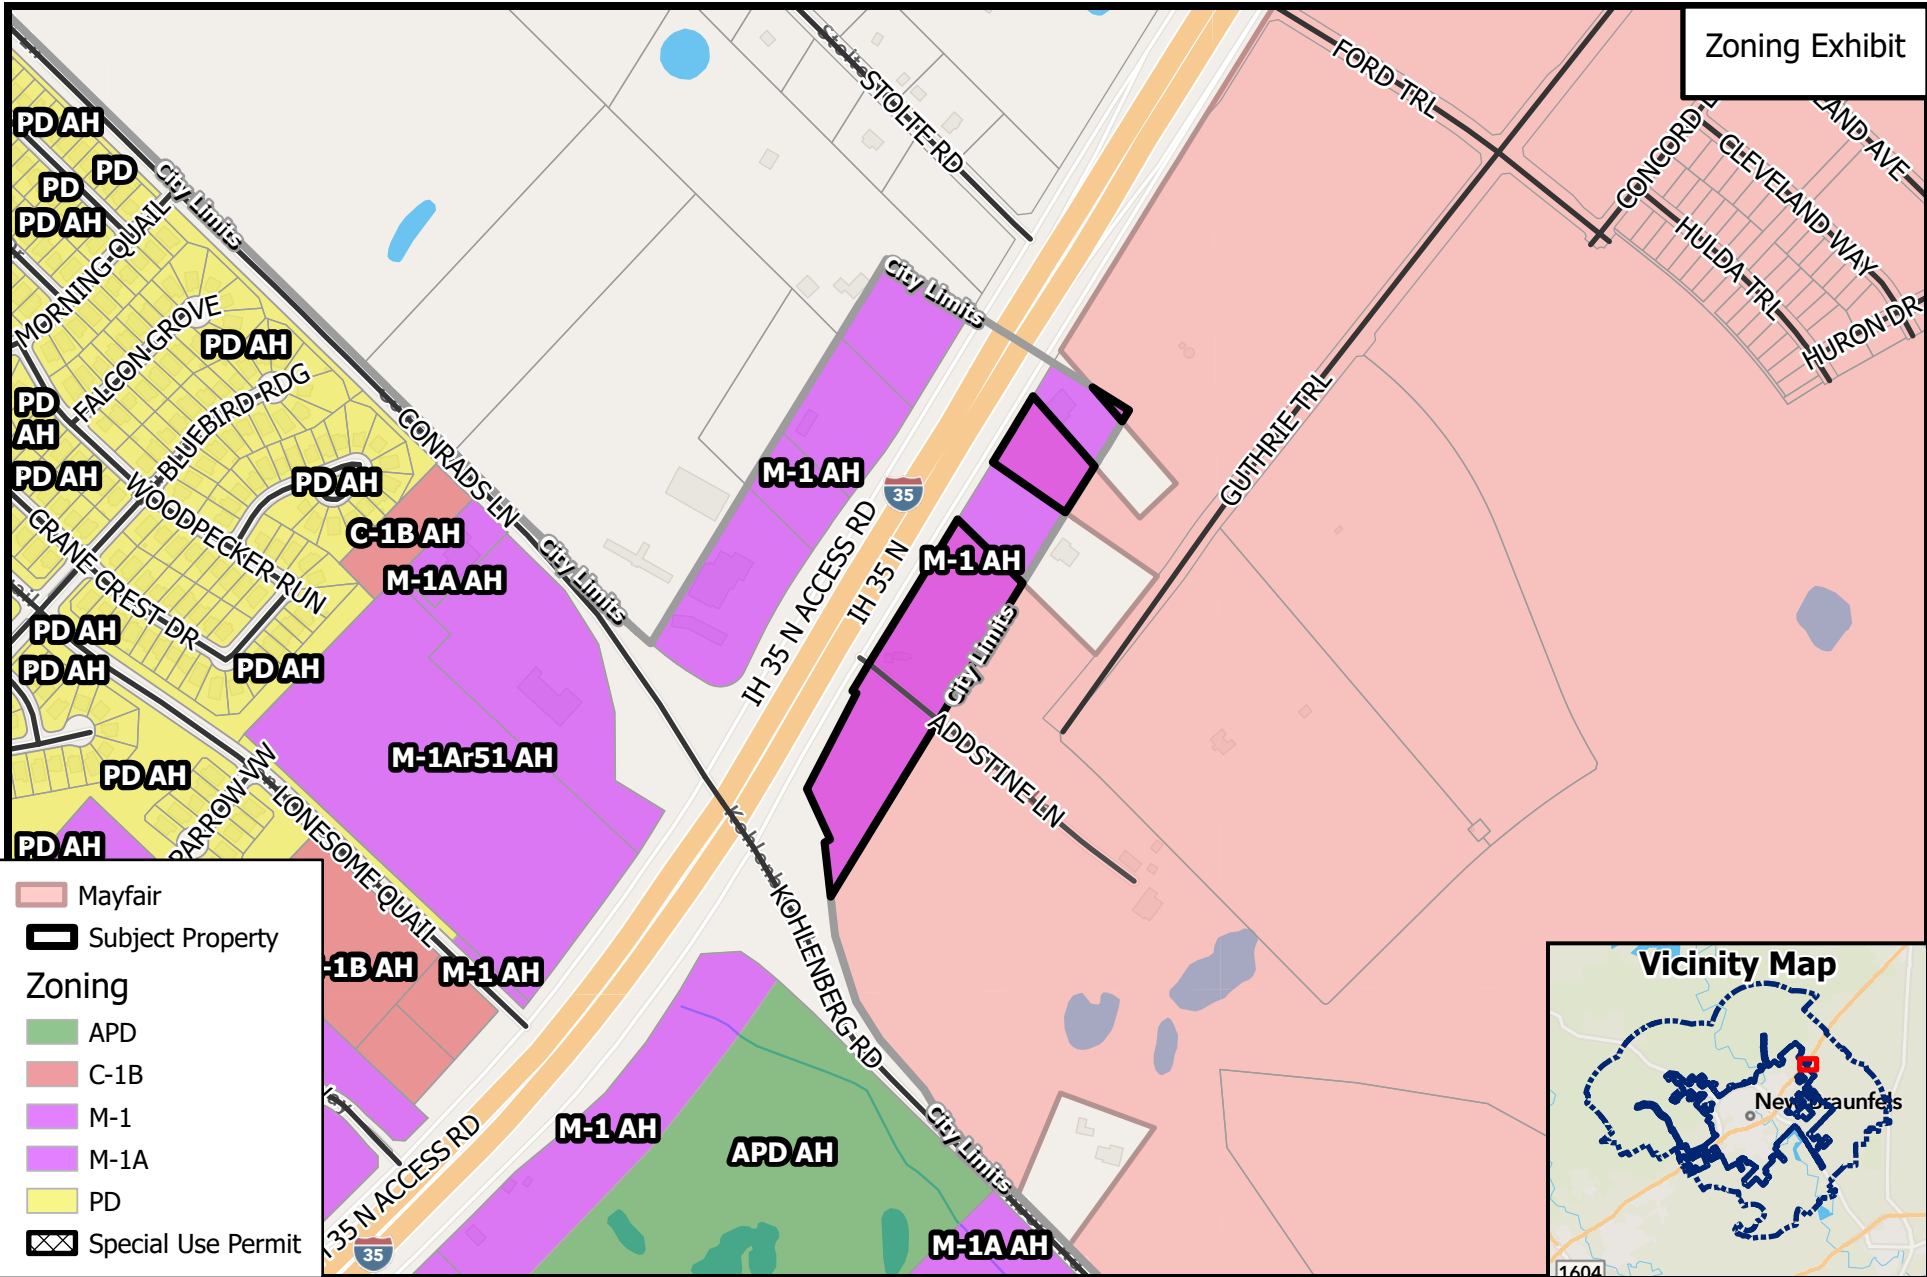 Zoning Exhibit
FORD TRL
CONCORD
CLEVELAND WAY
LAND AVE
HULDA TRL
HURON DR
STOLTE RD
PD AH
PD
PD
PD AH
City Limits
MORNING QUAIL
FALCON GROVE
PD AH
BLUEBIRD RDG
PD
AH
PD AH
WOODPECKER RUN
PD AH
CRANE CREST DR
CONRADS LN
C-1B AH
M-1A AH
City Limits
City Limits
M-1 AH
35
IH 35 N ACCESS RD
IH 35 N
M-1 AH
City Limits
GUTHRIE TRL
ADDSTINE LN
PD AH
PD AH
PD AH
M-1Ar51 AH
PD AH
PARROW VW
LONESOME QUAIL
PD AH
-1B AH
M-1 AH
KOHLENBERG RD
M-1 AH
APD AH
City Limits
M-1A AH
35 N ACCESS RD
35
Mayfair
Subject Property
Zoning
APD
C-1B
M-1
M-1A
PD
Special Use Permit
Vicinity Map
New Braunfels
1604